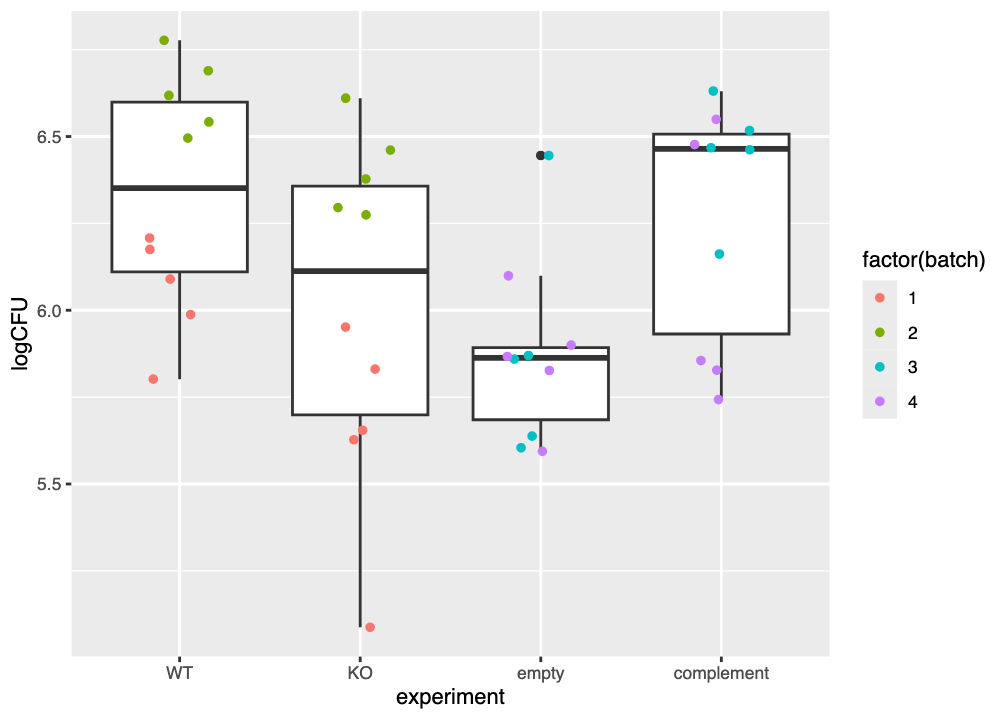 logCFU
6.5
6.0
5.5
WT KO empty complement
experiment
factor(batch)
1
2
3
4